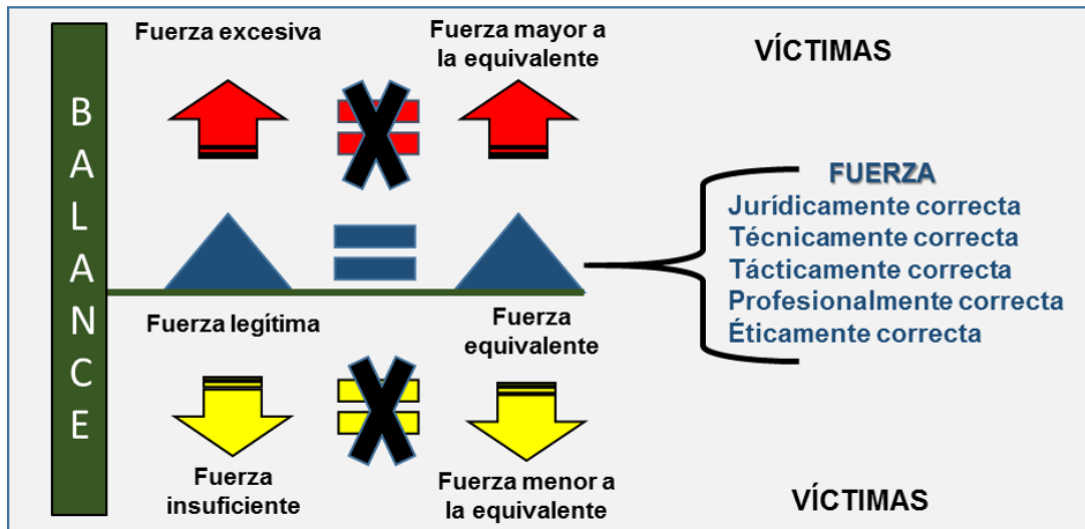 BALANCE
Fuerza excesiva
Fuerza mayor a
la equivalente
VÍCTIMAS
FUERZA
Jurídicamente correcta
Técnicamente correcta
Tácticamente correcta
Profesionalmente correcta
Éticamente correcta
Fuerza legítima
Fuerza
equivalente
Fuerza
insuficiente
Fuerza menor a
la equivalente
VÍCTIMAS